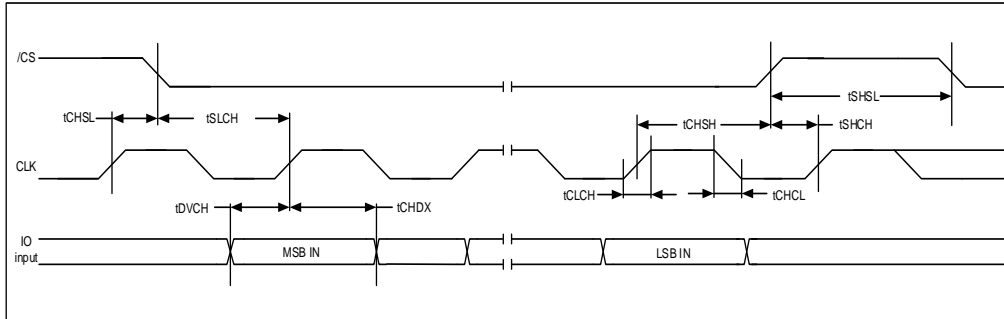 /CS
tSHSL
tCHSL
tSLCH
tCHSH
tSHCH
CLK
tCLCH
tCHCL
tDVCH
tCHDX
IO
input
MSB IN
LSB IN